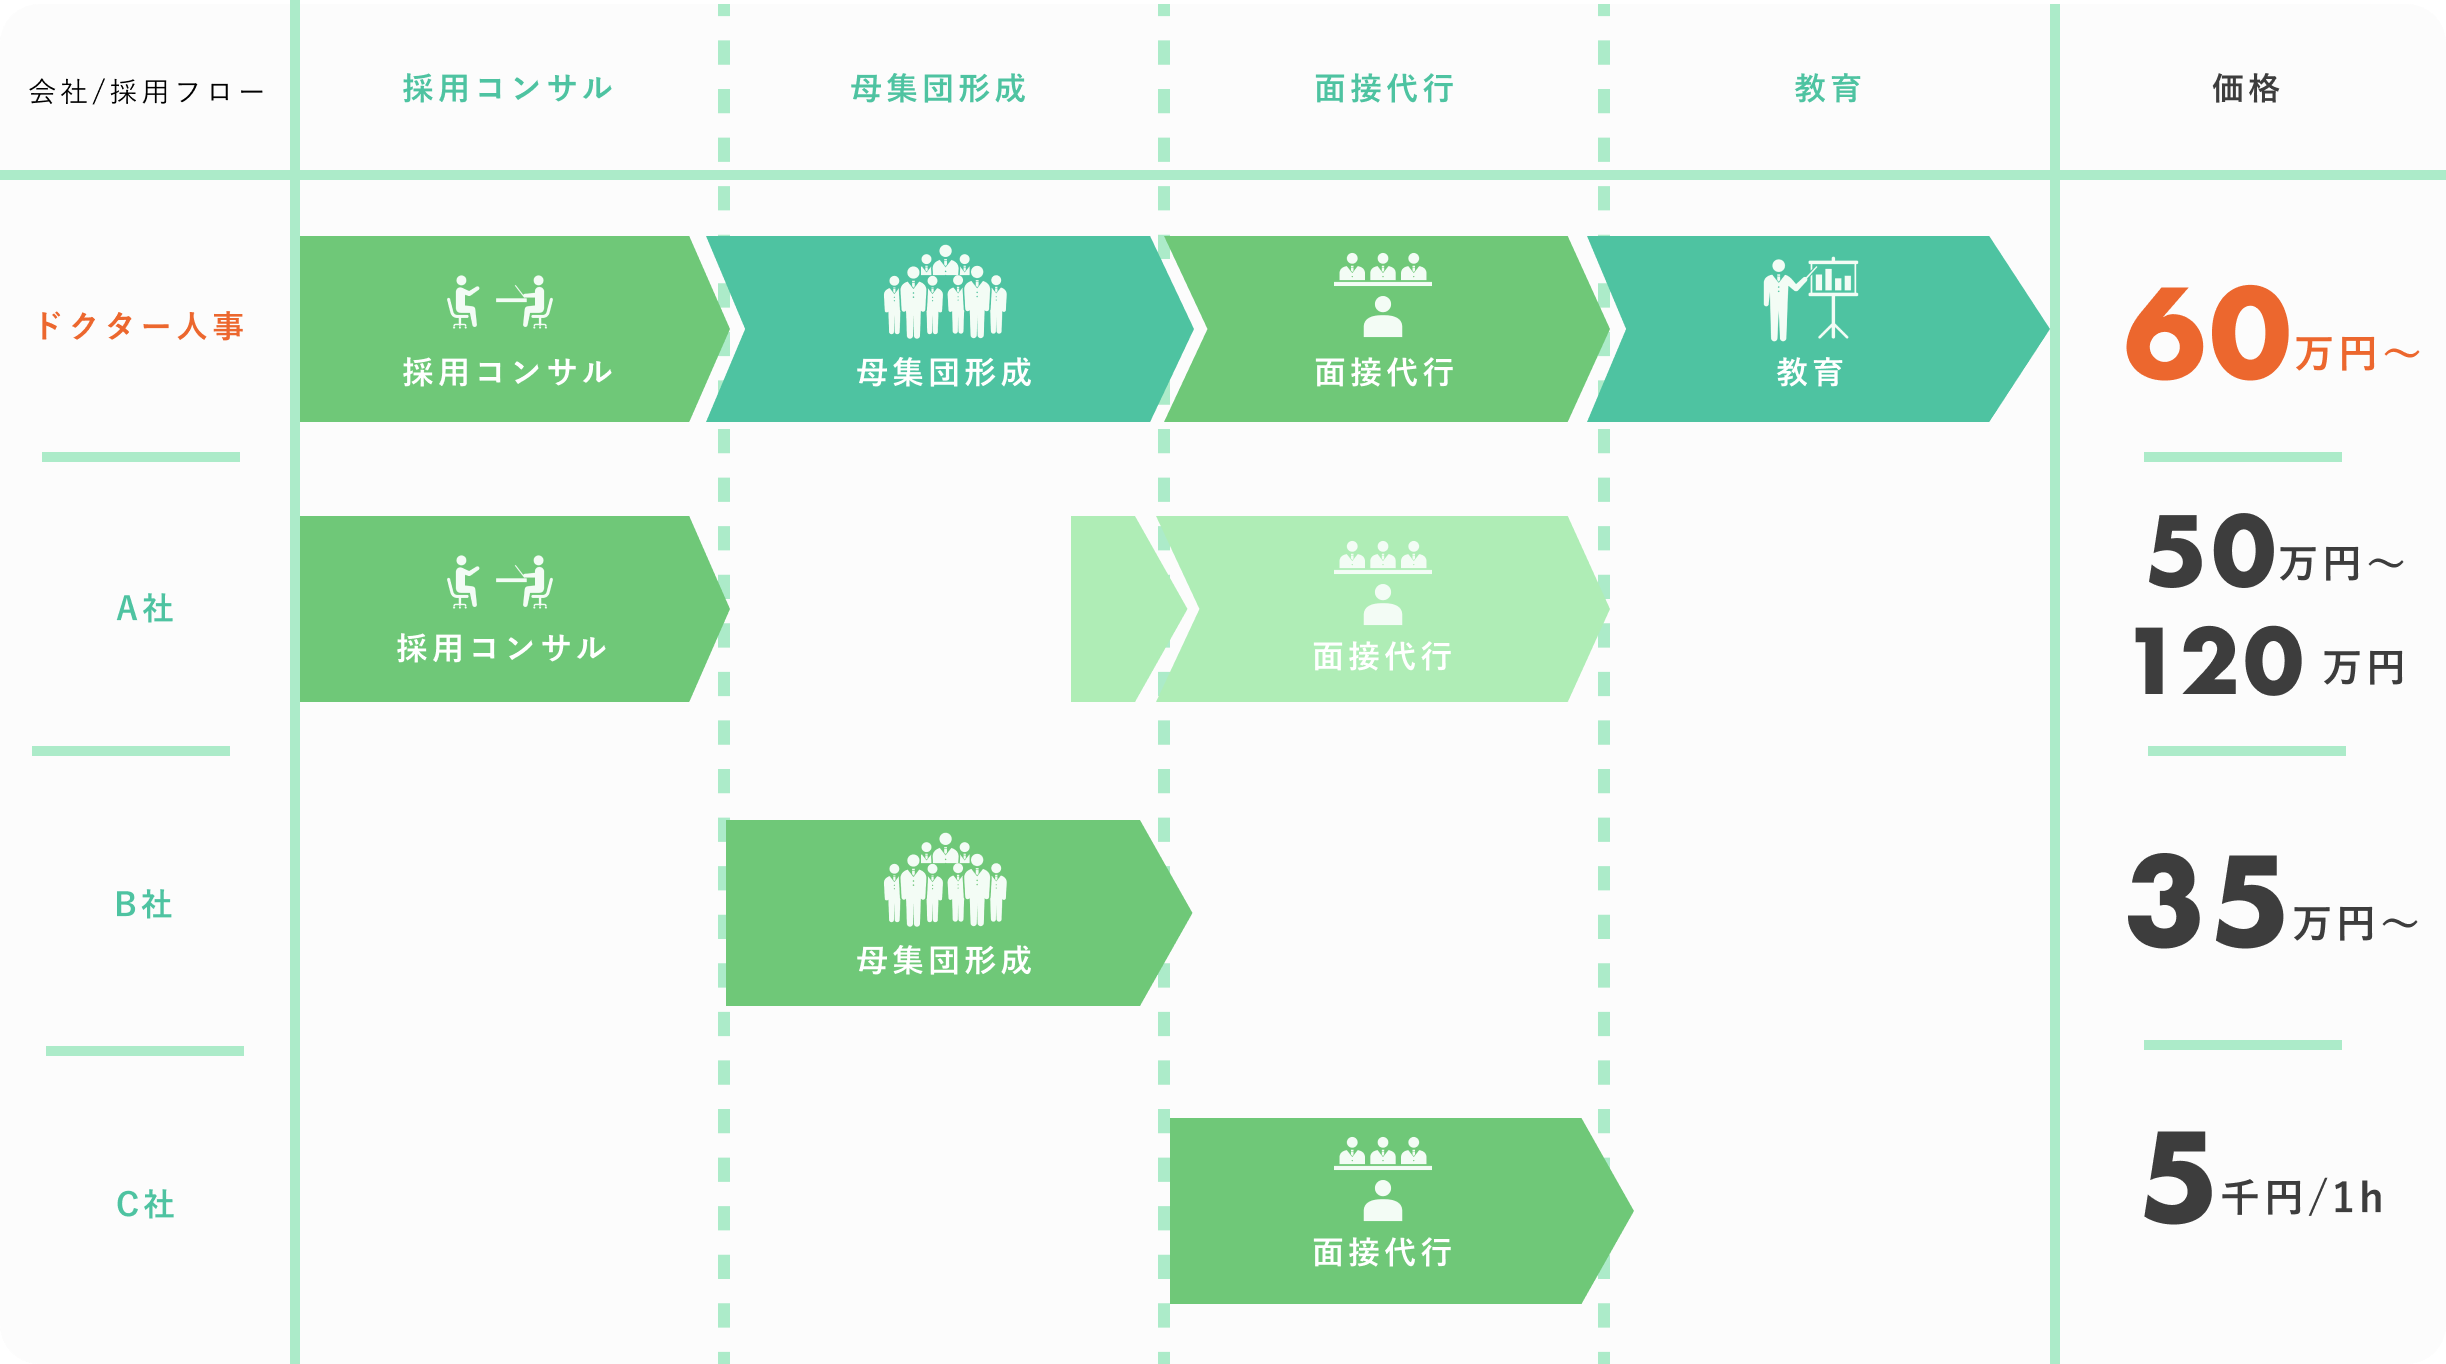 会社/採用フロー
採用コンサル
母集団形成
面接代行
教育
価格
ドクター人事
採用コンサル
母集団形成
面接代行
教育
60万円〜
A社
採用コンサル
面接代行
50万円〜
120 万円
B社
母集団形成
35万円〜
C社
面接代行
5千円/1h